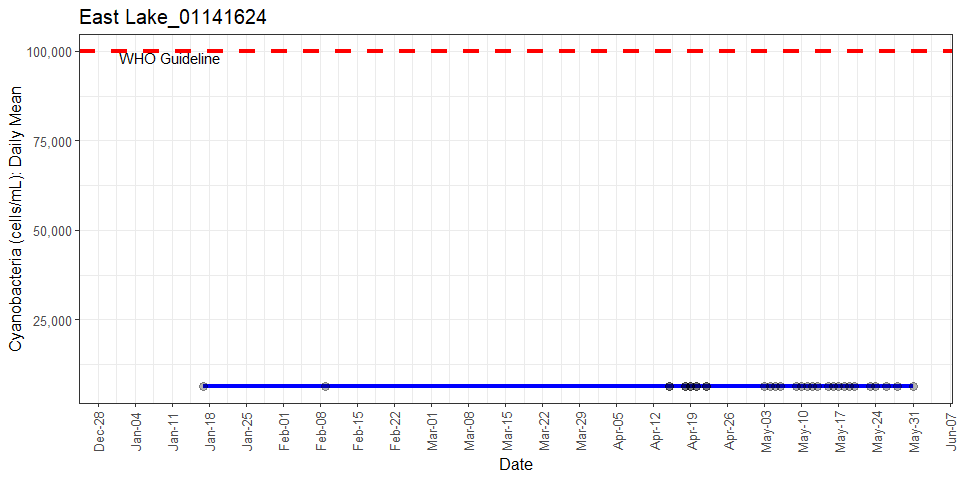 East Lake_01141624
100,000
WHO Guideline
75,000
50,000
25,000
Cyanobacteria (cells/mL): Daily Mean
Dec-28
Jan-04
Jan-11
Jan-18
Jan-25
Feb-01
Feb-08
Feb-15
Feb-22
Mar-01
Mar-08
Mar-15
Mar-22
Mar-29
Apr-05
Apr-12
Apr-19
Apr-26
May-03
May-10
May-17
May-24
May-31
Jun-07
Date